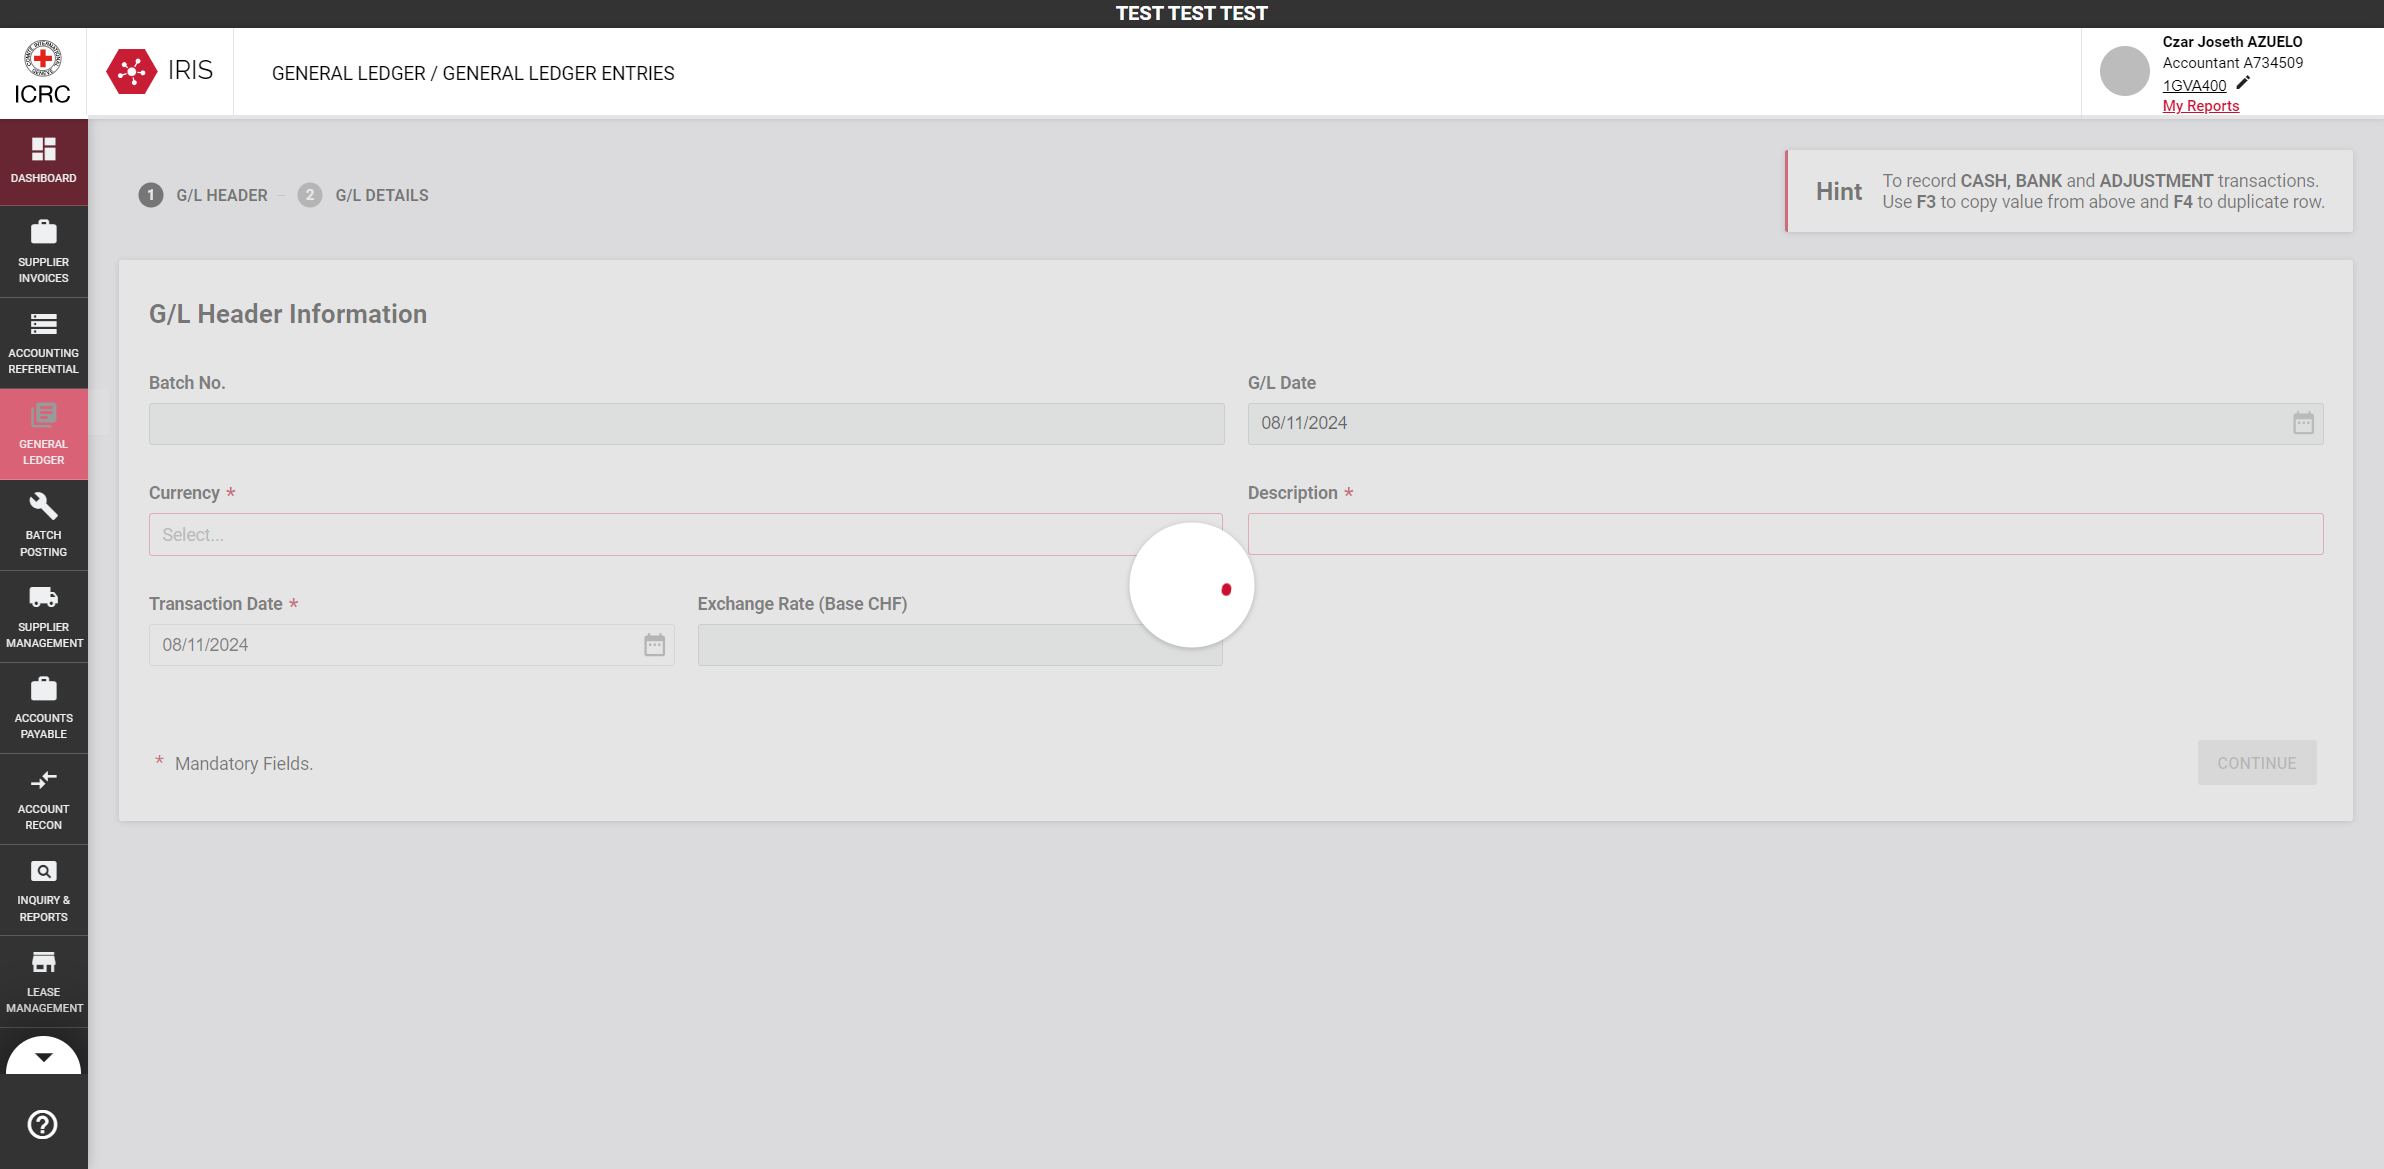 TEST TEST TEST
ICRC
IRIS
GENERAL LEDGER / GENERAL LEDGER ENTRIES
Czar Joseth AZUELO
Accountant A734509
1GVA400
My Reports
DASHBOARD
SUPPLIER
INVOICES
ACCOUNTING
REFERENTIAL
GENERAL
LEDGER
BATCH
POSTING
SUPPLIER
MANAGEMENT
ACCOUNTS
PAYABLE
ACCOUNT
RECON
INQUIRY &
REPORTS
LEASE
MANAGEMENT
1 G/L HEADER – 2 G/L DETAILS
Hint
To record CASH, BANK and ADJUSTMENT transactions.
Use F3 to copy value from above and F4 to duplicate row.
G/L Header Information
Batch No.
G/L Date
08/11/2024
Currency *
Select...
Description *
Transaction Date *
08/11/2024
Exchange Rate (Base CHF)
* Mandatory Fields.
CONTINUE